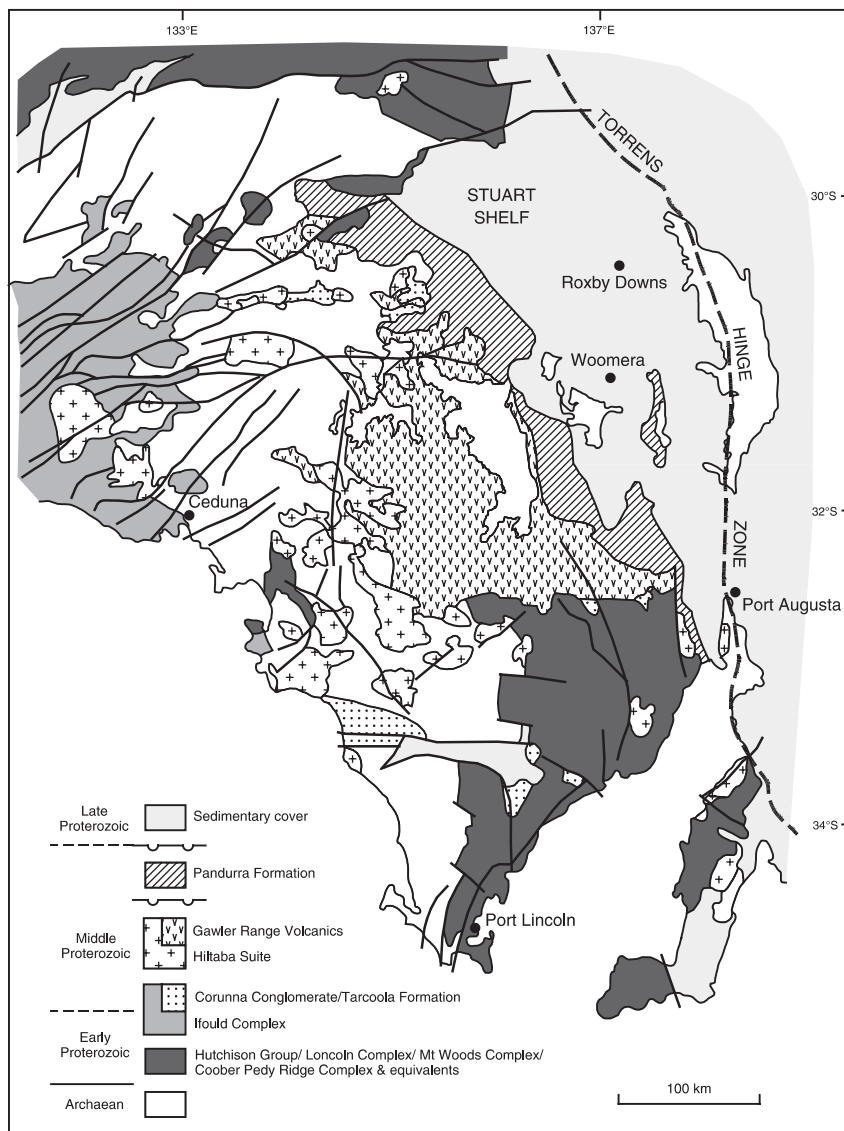 133°E
137°E
TORRENS
30°S
STUART
SHELF
Roxby Downs
HINGE
Woomera
Ceduna
32°S
ZONE
Port Augusta
Late
Proterozoic
Sedimentary cover
34°S
Pandurra Formation
Port Lincoln
Middle
Proterozoic
Gawler Range Volcanics
Hiltaba Suite
Corunna Conglomerate/Tarcoola Formation
Ifould Complex
Early
Proterozoic
Hutchison Group/ Loncoln Complex/ Mt Woods Complex/
Coober Pedy Ridge Complex & equivalents
100 km
Archaean